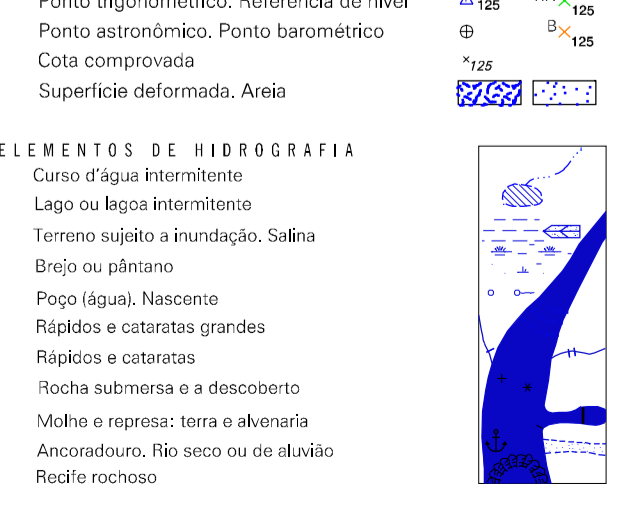 Ponto trigonométrico. Referência de nível 125 125
Ponto astronômico. Ponto barométrico B 125
Cota comprovada 125
Superfície deformada. Areia
ELEMENTOS DE HIDROGRAFIA
Curso d'água intermitente
Lago ou lagoa intermitente
Terreno sujeito a inundação. Salina
Brejo ou pântano
Poço (água). Nascente
Rápidos e cataratas grandes
Rápidos e cataratas
Rocha submersa e a descoberto
Molhe e represa: terra e alvenaria
Ancoradouro. Rio seco ou de aluvião
Recife rochoso